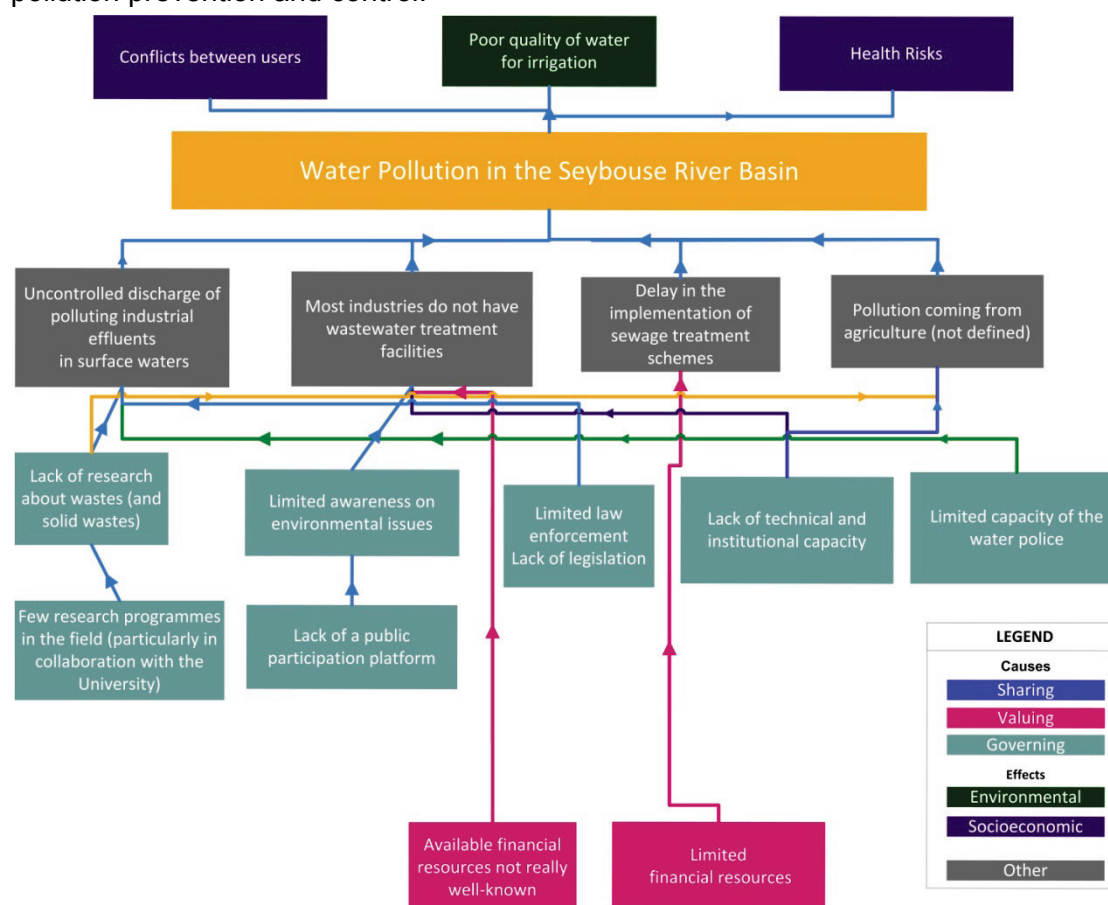 pollution prevention and control.
Conflicts between users
Poor quality of water
for irrigation
Health Risks
Water Pollution in the Seybouse River Basin
Uncontrolled discharge of
polluting industrial
effluents
in surface waters
Most industries do not have
wastewater treatment
facilities
Delay in the
implementation of
sewage treatment
schemes
Pollution coming from
agriculture (not defined)
Lack of research
about wastes (and
solid wastes)
Limited awareness on
environmental issues
Limited law
enforcement
Lack of legislation
Lack of technical and
institutional capacity
Limited capacity of the
water police
Few research programmes
in the field (particularly in
collaboration with the
University)
Lack of a public
participation platform
Available financial
resources not really
well-known
Limited
financial resources
LEGEND
Causes
Sharing
Valuing
Governing
Effects
Environmental
Socioeconomic
Other